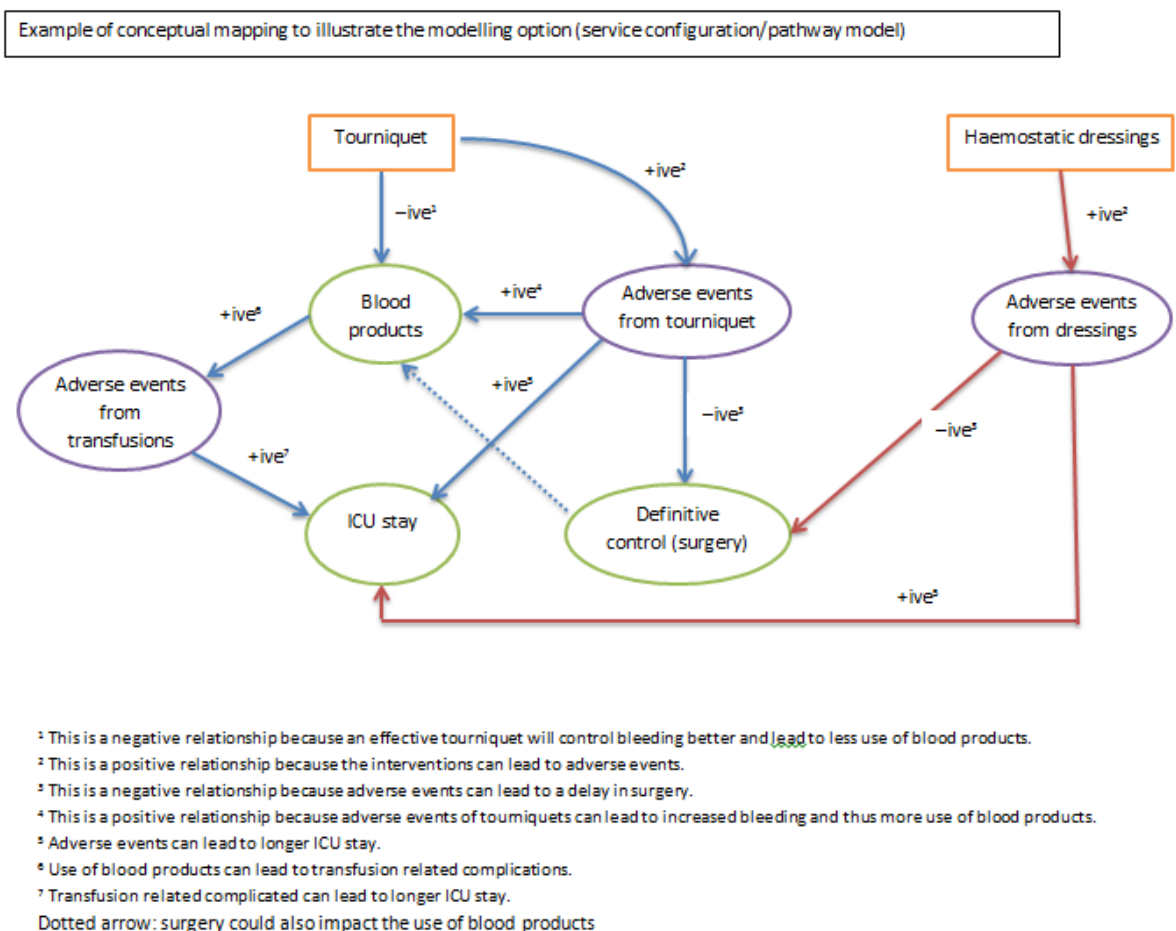 Example of conceptual mapping to illustrate the modelling option (service configuration/pathway model)
Tourniquet
Haemostatic dressings
+ive²
–ive¹
+ive²
Blood
products
+ive⁴
Adverse events
from tourniquet
Adverse events
from dressings
+ive⁶
Adverse events
from
transfusions
+ive⁵
–ive³
–ive³
+ive⁷
ICU stay
Definitive
control (surgery)
+ive⁵
¹ This is a negative relationship because an effective tourniquet will control bleeding better and lead to less use of blood products.
² This is a positive relationship because the interventions can lead to adverse events.
³ This is a negative relationship because adverse events can lead to a delay in surgery.
⁴ This is a positive relationship because adverse events of tourniquets can lead to increased bleeding and thus more use of blood products.
⁵ Adverse events can lead to longer ICU stay.
⁶ Use of blood products can lead to transfusion related complications.
⁷ Transfusion related complicated can lead to longer ICU stay.
Dotted arrow: surgery could also impact the use of blood products